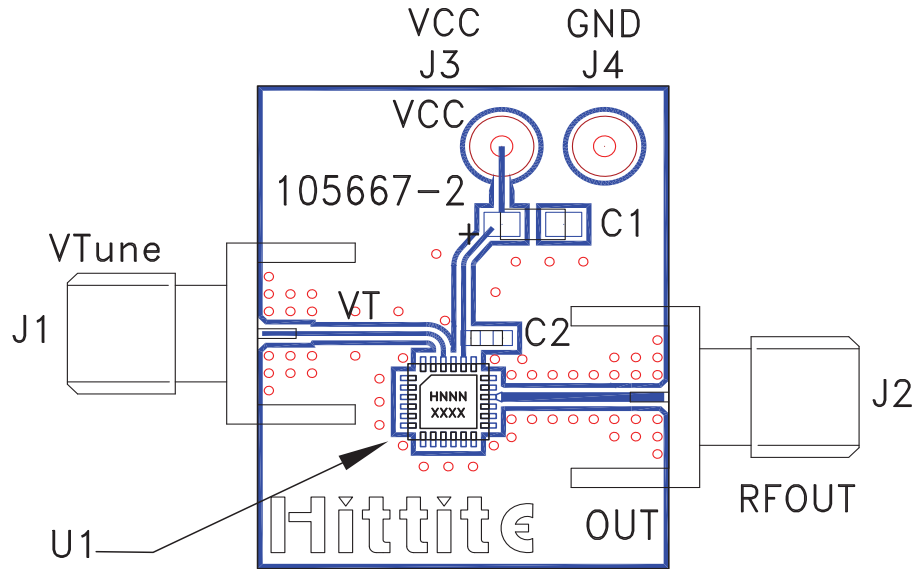 VCC
J3
GND
J4
VCC
105667-2
+
C1
VTune
J1
VT
C2
HNNN
XXXX
J2
RFOUT
OUT
U1
Hittite